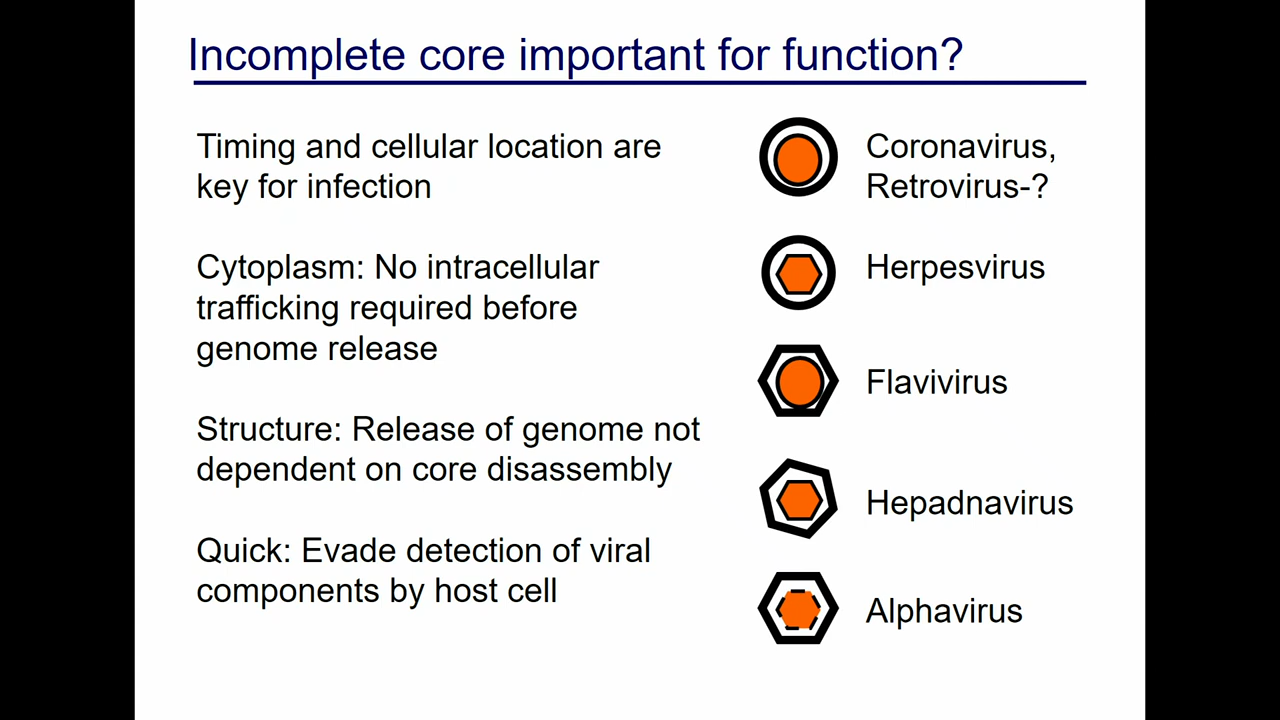 Incomplete core important for function?
Timing and cellular location are
key for infection
Cytoplasm: No intracellular
trafficking required before
genome release
Structure: Release of genome not
dependent on core disassembly
Quick: Evade detection of viral
components by host cell
Coronavirus,
Retrovirus-?
Herpesvirus
Flavivirus
Hepadnavirus
Alphavirus